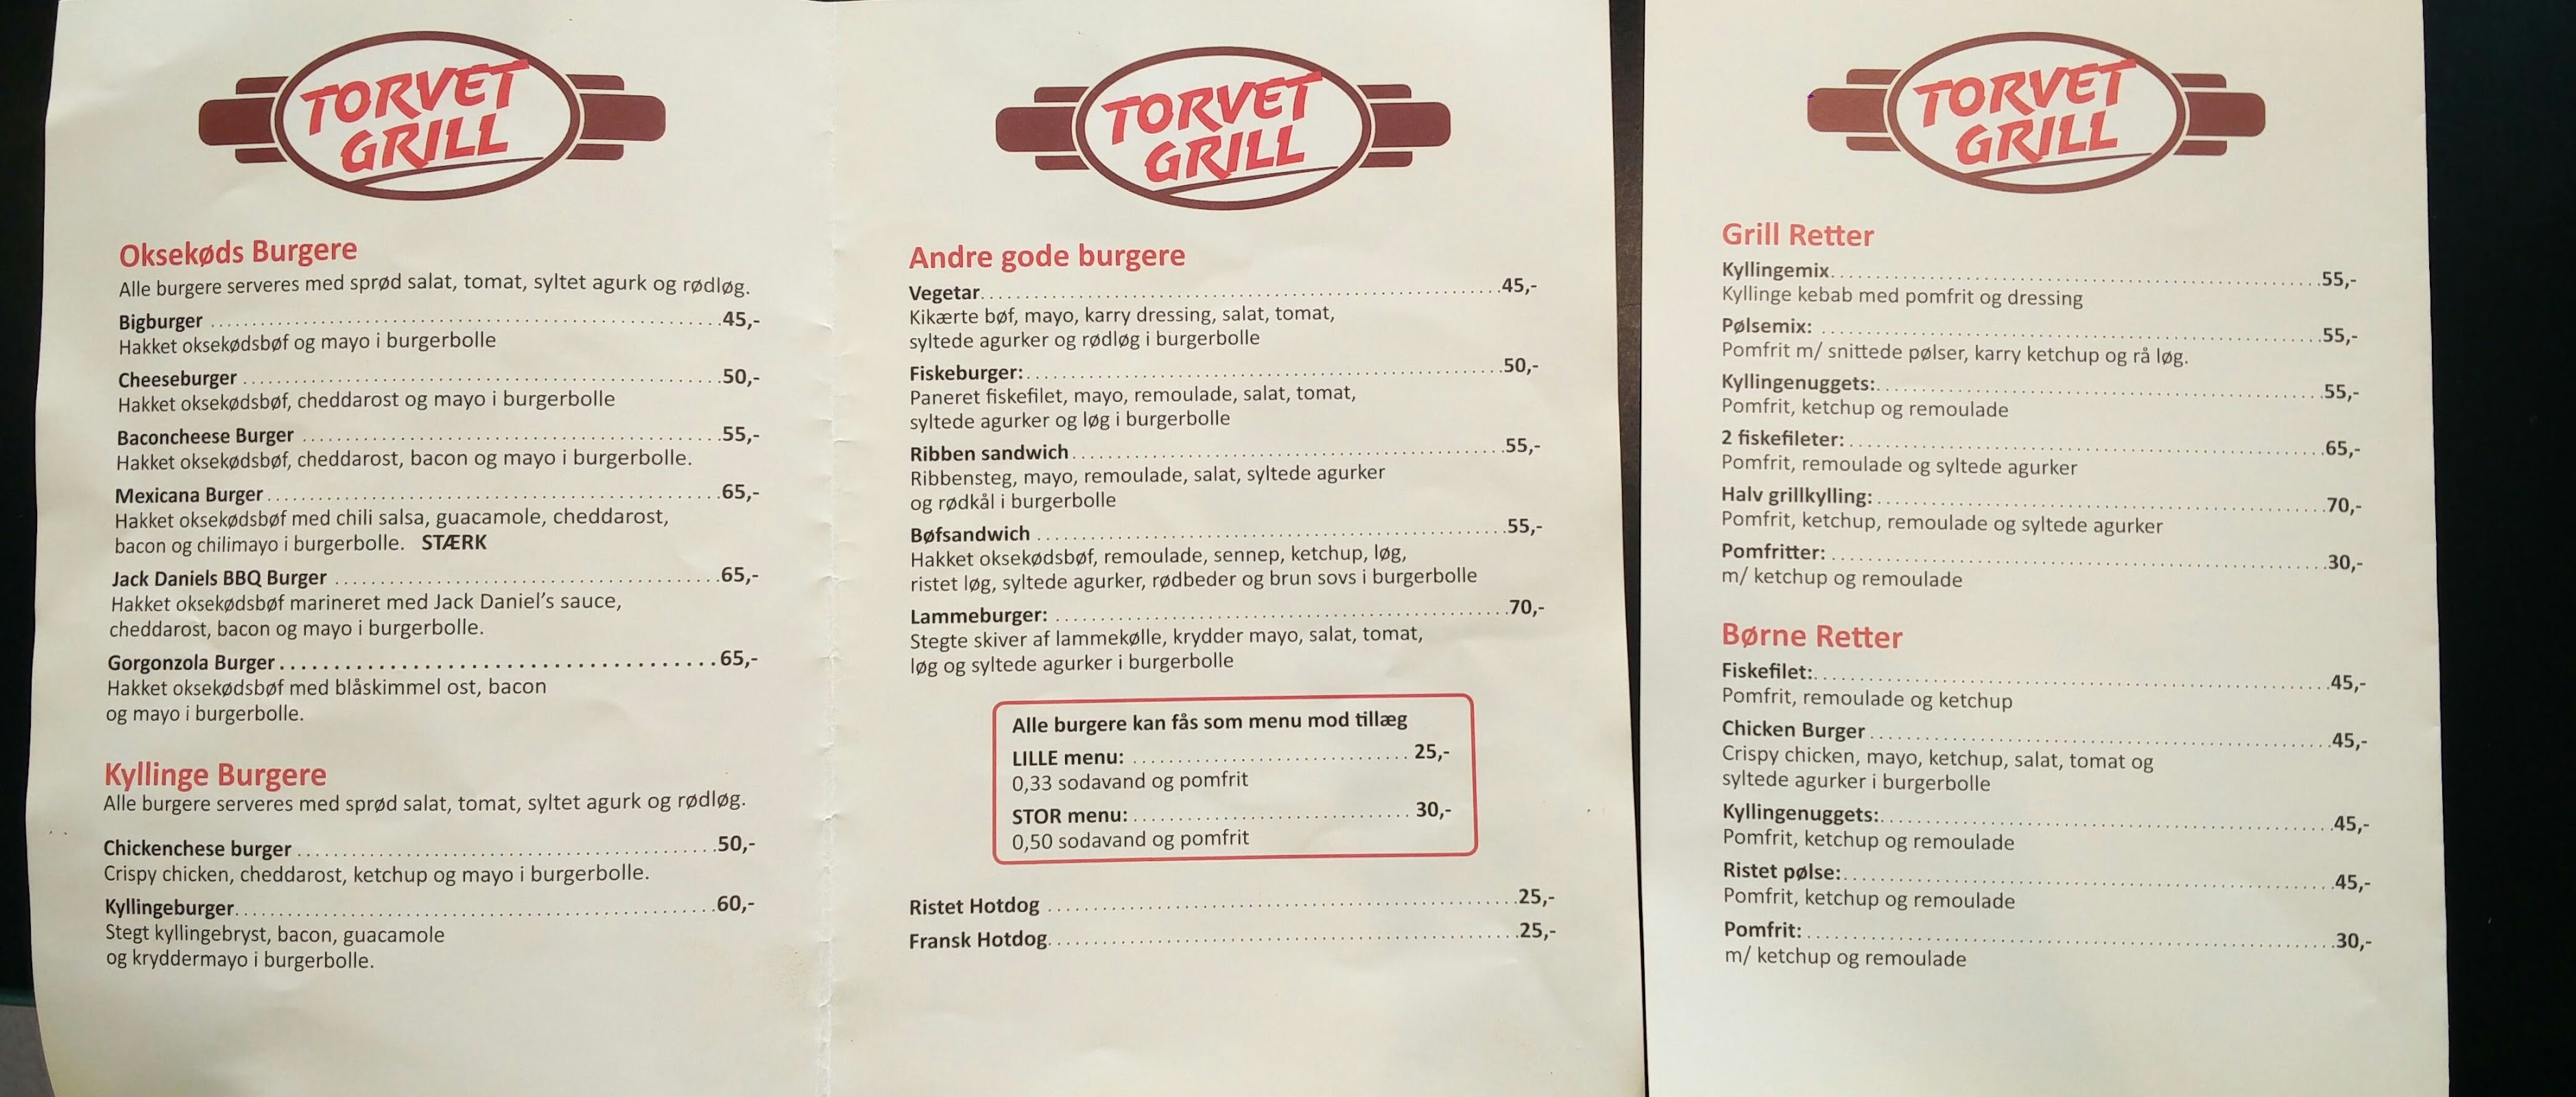 TORVET
GRILL
Oksekøds Burgere
Alle burgere serveres med sprød salat, tomat, syltet agurk og rødløg.
Bigburger ........ 45,-
Hakket oksekødsbøf og mayo i burgerbolle
Cheeseburger ........ 50,-
Hakket oksekødsbøf, cheddarost og mayo i burgerbolle
Baconcheese Burger ........ 55,-
Hakket oksekødsbøf, cheddarost, bacon og mayo i burgerbolle.
Mexicana Burger ........ 65,-
Hakket oksekødsbøf med chili salsa, guacamole, cheddarost,
bacon og chilimayo i burgerbolle. STÆRK
Jack Daniels BBQ Burger ........ 65,-
Hakket oksekødsbøf marineret med Jack Daniel's sauce,
cheddarost, bacon og mayo i burgerbolle.
Gorgonzola Burger ........ 65,-
Hakket oksekødsbøf med blåskimmel ost, bacon
og mayo i burgerbolle.
Kyllinge Burgere
Alle burgere serveres med sprød salat, tomat, syltet agurk og rødløg.
Chickenchese burger ........ 50,-
Crispy chicken, cheddarost, ketchup og mayo i burgerbolle.
Kyllingeburger ........ 60,-
Stegt kyllingebryst, bacon, guacamole
og kryddermayo i burgerbolle.
TORVET
GRILL
Andre gode burgere
Vegetar ........ 45,-
Kikærte bøf, mayo, karry dressing, salat, tomat,
syltede agurker og rødløg i burgerbolle
Fiskeburger: ........ 50,-
Paneret fiskefilet, mayo, remoulade, salat, tomat,
syltede agurker og løg i burgerbolle
Ribben sandwich ........ 55,-
Ribbensteg, mayo, remoulade, salat, syltede agurker
og rødkål i burgerbolle
Bøfsandwich ........ 55,-
Hakket oksekødsbøf, remoulade, sennep, ketchup, løg,
ristet løg, syltede agurker, rødbeder og brun sovs i burgerbolle
Lammeburger: ........ 70,-
Stegte skiver af lammekølle, krydder mayo, salat, tomat,
løg og syltede agurker i burgerbolle
Alle burgere kan fås som menu mod tillæg
LILLE menu: ........ 25,-
0,33 sodavand og pomfrit
STOR menu: ........ 30,-
0,50 sodavand og pomfrit
Ristet Hotdog ........ 25,-
Fransk Hotdog ........ 25,-
TORVET
GRILL
Grill Retter
Kyllingemix ........ 55,-
Kyllinge kebab med pomfrit og dressing
Pølsemix: ........ 55,-
Pomfrit m/ snittede pølser, karry ketchup og rå løg.
Kyllingenuggets: ........ 55,-
Pomfrit, ketchup og remoulade
2 fiskefileter: ........ 65,-
Pomfrit, remoulade og syltede agurker
Halv grillkylling: ........ 70,-
Pomfrit, ketchup, remoulade og syltede agurker
Pomfritter: ........ 30,-
m/ ketchup og remoulade
Børne Retter
Fiskefilet: ........ 45,-
Pomfrit, remoulade og ketchup
Chicken Burger ........ 45,-
Crispy chicken, mayo, ketchup, salat, tomat og
syltede agurker i burgerbolle
Kyllingenuggets: ........ 45,-
Pomfrit, ketchup og remoulade
Ristet pølse: ........ 45,-
Pomfrit, ketchup og remoulade
Pomfrit: ........ 30,-
m/ ketchup og remoulade